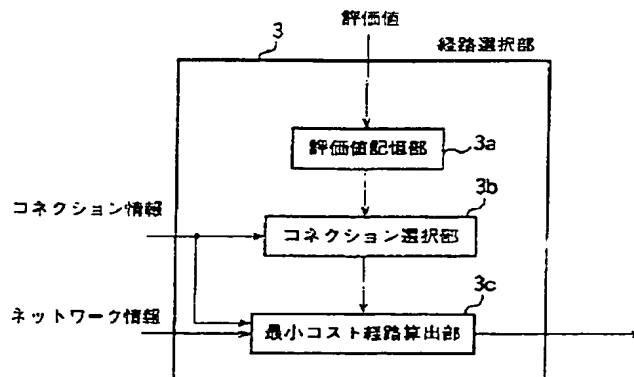 評価値
3
経路選択部
評価値記憶部
3a
3b
コネクション情報
コネクション選択部
3c
ネットワーク情報
最小コスト経路算出部